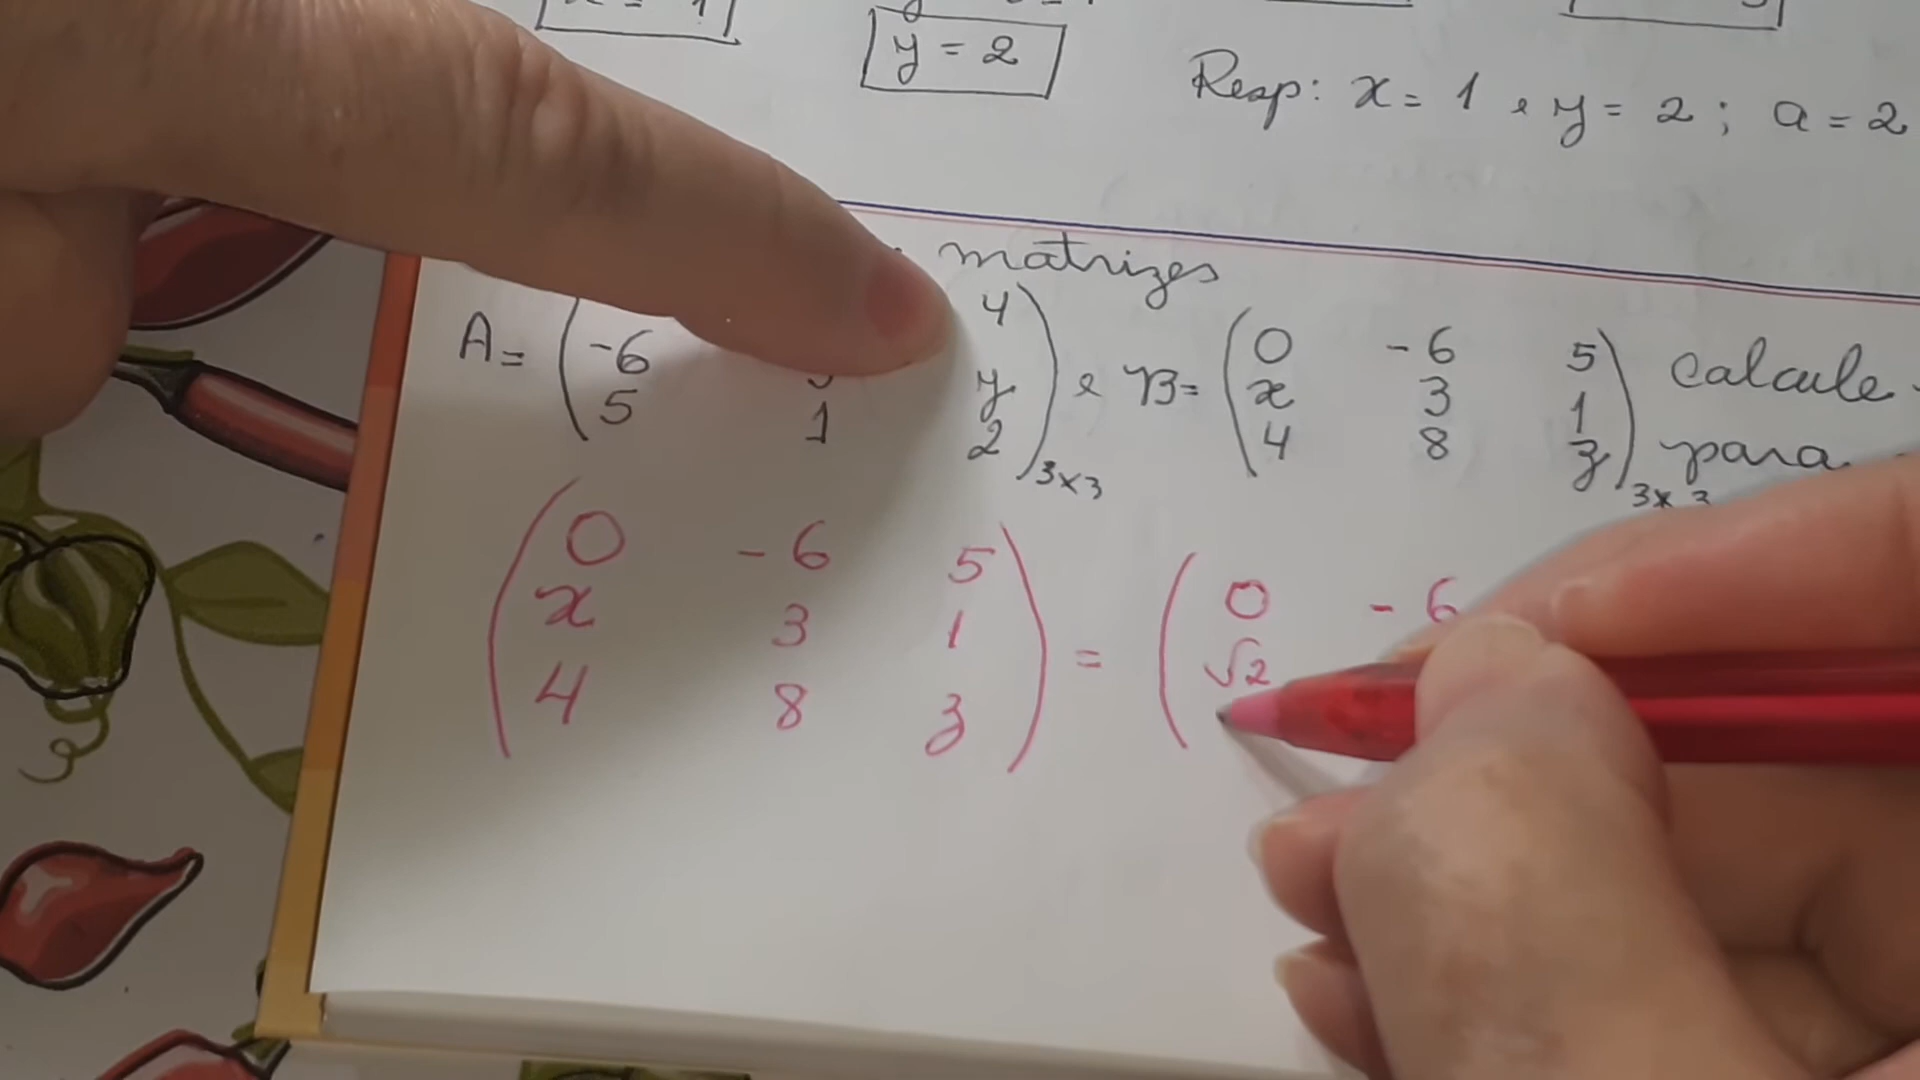 y = 2
Resp: x = 1 e y = 2 ; a = 2
matrizes
A = ( 4
-6 y
5 1 2 ) 3x3
e B = ( 0 -6 5
x 3 1
4 8 z ) 3x3
calcule
para
( 0 -6 5
x 3 1
4 8 z )
= ( 0 -6
√2